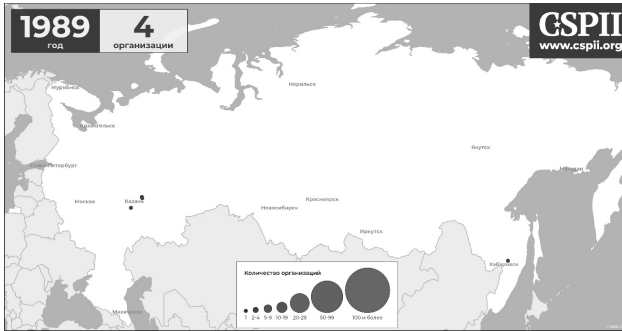 1989
год
4
организации
CSPII
www.cspii.org
Мурманск
Норильск
Архангельск
Санкт-Петербург
Якутск
Магадан
Москва
Казань
Красноярск
Новосибирск
Иркутск
Хабаровск
Махачкала
Количество организаций
1 2-4 5-9 10-19 20-29 50-99 100 и более